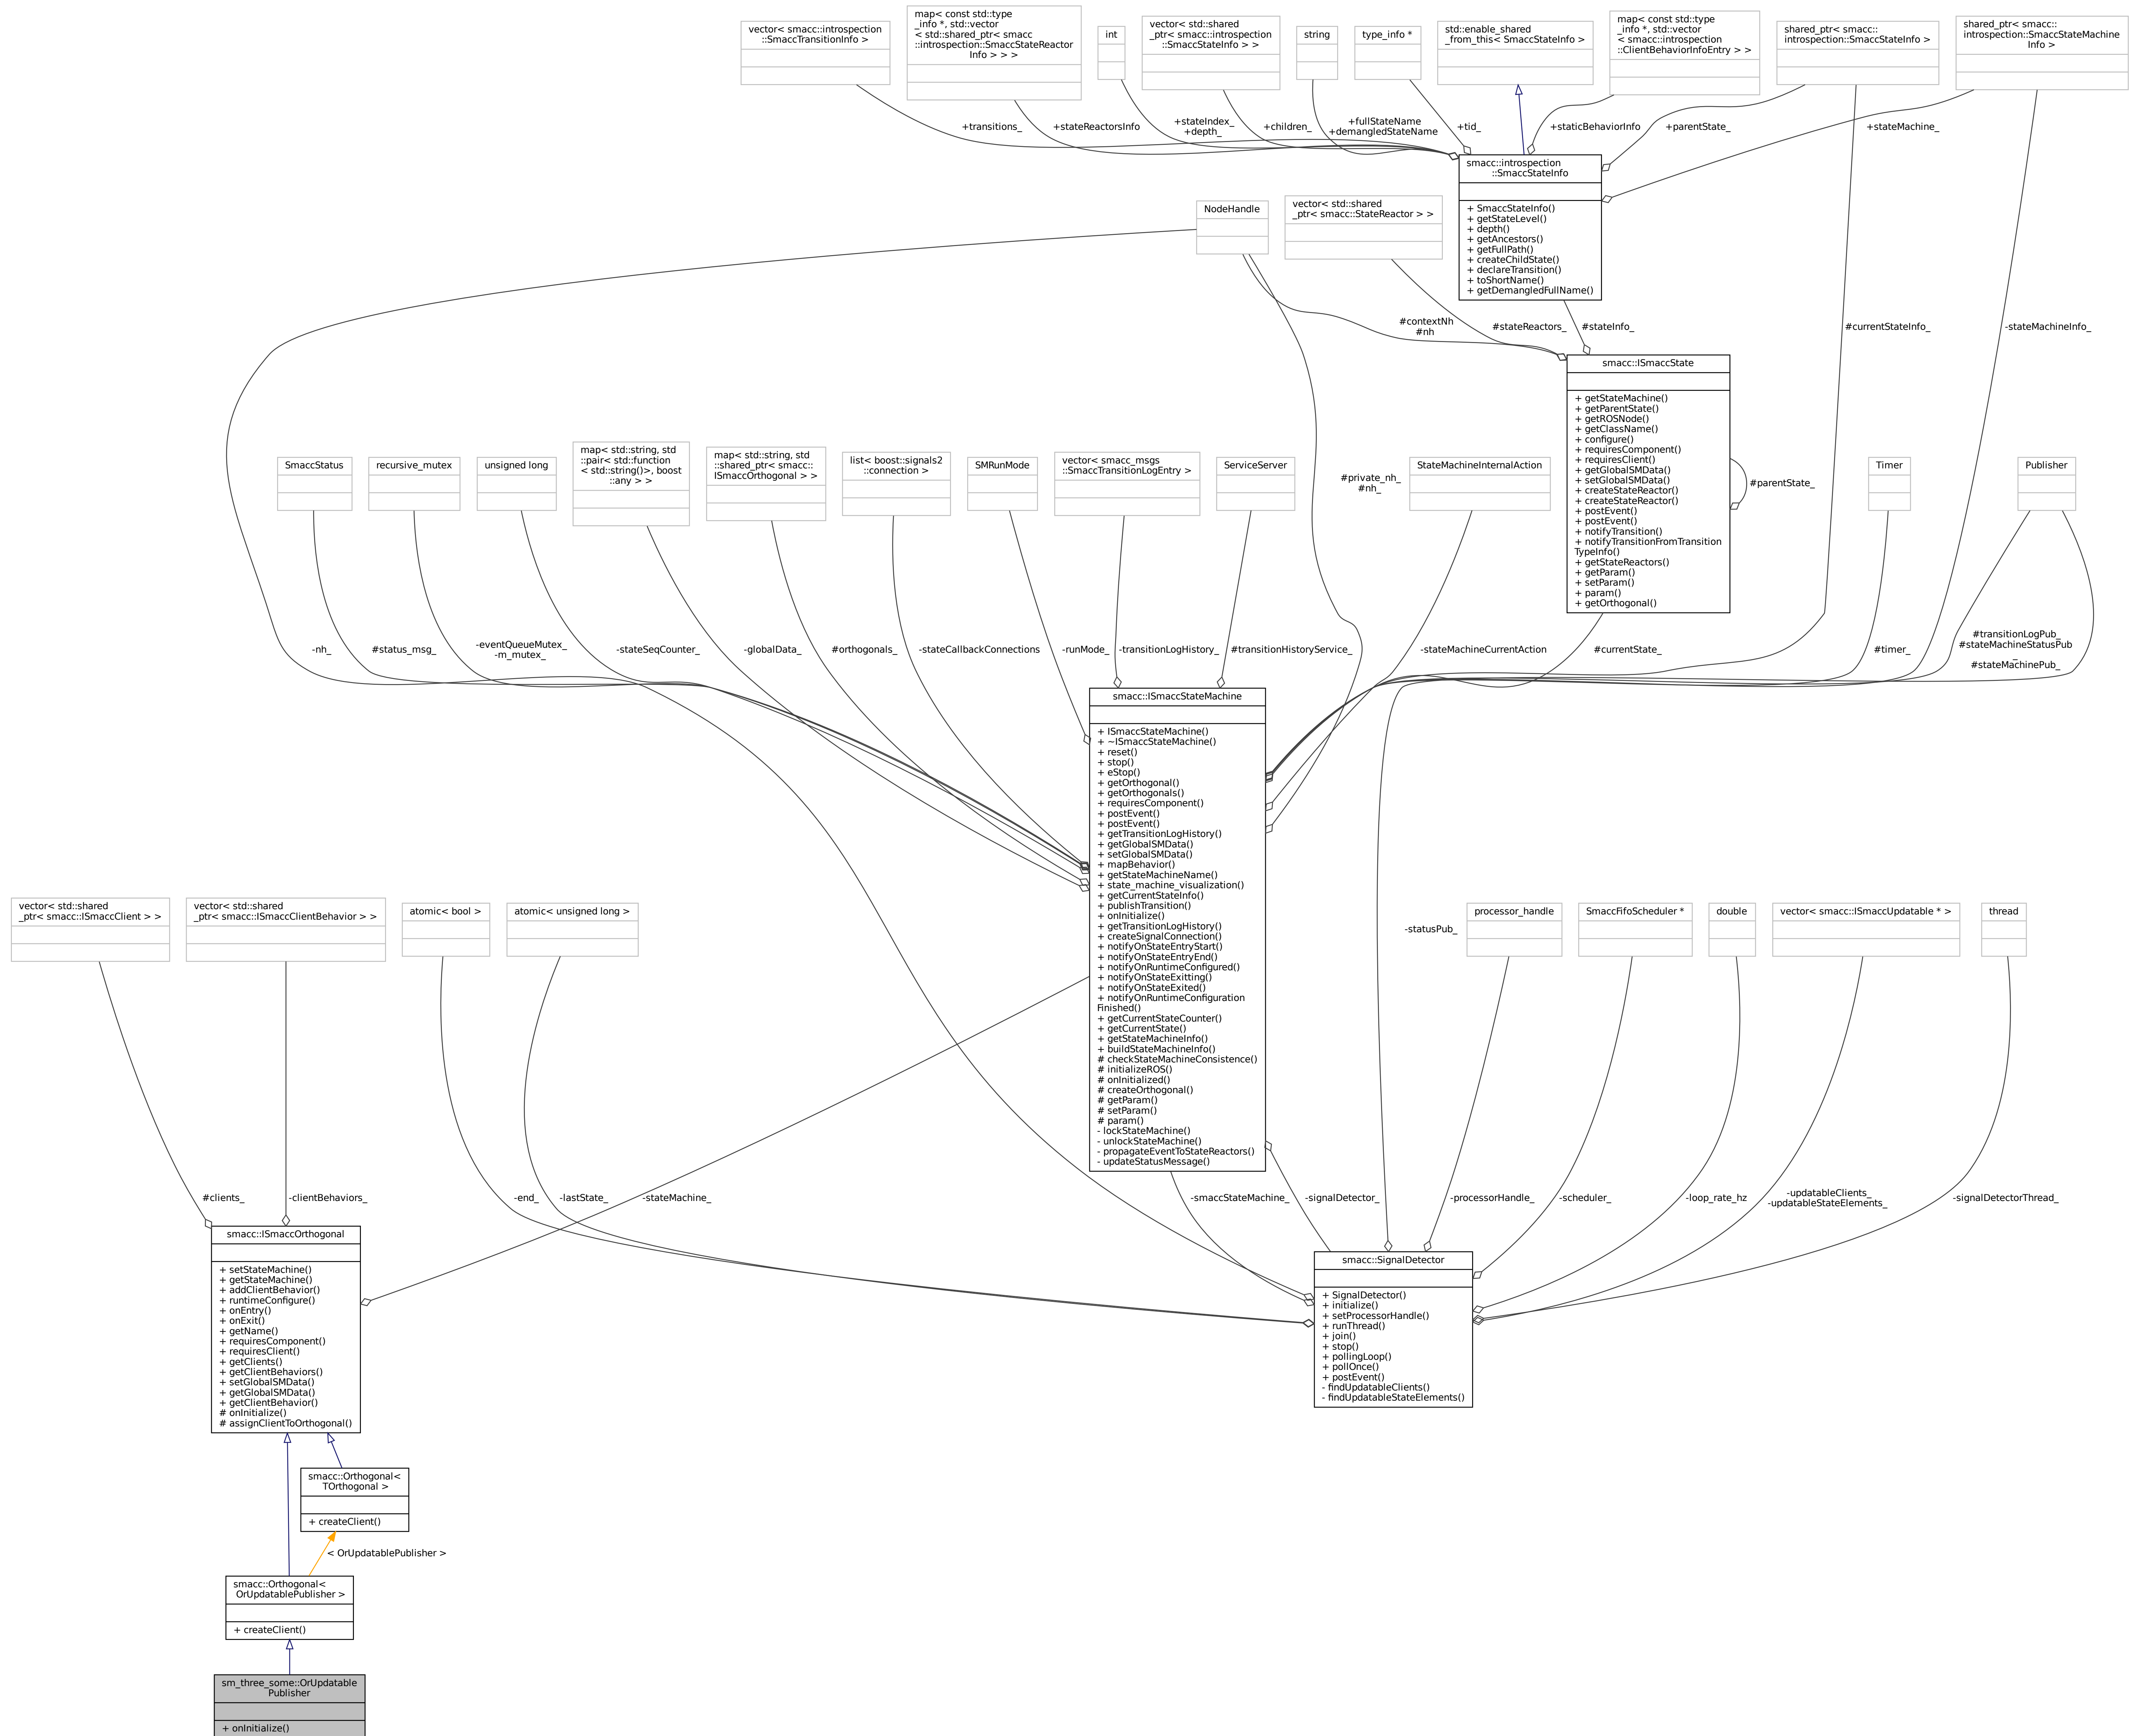 vector< smacc::introspection
::SmaccTransitionInfo >
map< const std::type
_info *, std::vector
< std::shared_ptr< smacc
::introspection::SmaccStateReactor
Info > > >
int
vector< std::shared
_ptr< smacc::introspection
::SmaccStateInfo > >
string
type_info *
std::enable_shared
_from_this< SmaccStateInfo >
map< const std::type
_info *, std::vector
< smacc::introspection
::ClientBehaviorInfoEntry > >
shared_ptr< smacc::
introspection::SmaccStateInfo >
shared_ptr< smacc::
introspection::SmaccStateMachine
Info >
+transitions_
+stateReactorsInfo
+stateIndex_
+depth_
+children_
+fullStateName
+demangledStateName
+tid_
+staticBehaviorInfo
+parentState_
+stateMachine_
smacc::introspection
::SmaccStateInfo
+ SmaccStateInfo()
+ getStateLevel()
+ depth()
+ getAncestors()
+ getFullPath()
+ createChildState()
+ declareTransition()
+ toShortName()
+ getDemangledFullName()
NodeHandle
vector< std::shared
_ptr< smacc::StateReactor > >
#contextNh
#nh
#stateReactors_
#stateInfo_
#currentStateInfo_
-stateMachineInfo_
smacc::ISmaccState
+ getStateMachine()
+ getParentState()
+ getROSNode()
+ getClassName()
+ configure()
+ requiresComponent()
+ requiresClient()
+ getGlobalSMData()
+ setGlobalSMData()
+ createStateReactor()
+ createStateReactor()
+ postEvent()
+ postEvent()
+ notifyTransition()
+ notifyTransitionFromTransition
TypeInfo()
+ getStateReactors()
+ getParam()
+ setParam()
+ param()
+ getOrthogonal()
#parentState_
SmaccStatus
recursive_mutex
unsigned long
map< std::string, std
::pair< std::function
< std::string()>, boost
::any > >
map< std::string, std
::shared_ptr< smacc::
ISmaccOrthogonal > >
list< boost::signals2
::connection >
SMRunMode
vector< smacc_msgs
::SmaccTransitionLogEntry >
ServiceServer
#private_nh_
#nh_
StateMachineInternalAction
Timer
Publisher
-nh_
#status_msg_
-eventQueueMutex_
-m_mutex_
-stateSeqCounter_
-globalData_
#orthogonals_
-stateCallbackConnections
-runMode_
-transitionLogHistory_
#transitionHistoryService_
-stateMachineCurrentAction
#currentState_
#timer_
#transitionLogPub_
#stateMachineStatusPub
_
#stateMachinePub_
smacc::ISmaccStateMachine
+ ISmaccStateMachine()
+ ~ISmaccStateMachine()
+ reset()
+ stop()
+ eStop()
+ getOrthogonal()
+ getOrthogonals()
+ requiresComponent()
+ postEvent()
+ postEvent()
+ getTransitionLogHistory()
+ getGlobalSMData()
+ setGlobalSMData()
+ mapBehavior()
+ getStateMachineName()
+ state_machine_visualization()
+ getCurrentStateInfo()
+ publishTransition()
+ onInitialize()
+ getTransitionLogHistory()
+ createSignalConnection()
+ notifyOnStateEntryStart()
+ notifyOnStateEntryEnd()
+ notifyOnRuntimeConfigured()
+ notifyOnStateExitting()
+ notifyOnStateExited()
+ notifyOnRuntimeConfiguration
Finished()
+ getCurrentStateCounter()
+ getCurrentState()
+ getStateMachineInfo()
+ buildStateMachineInfo()
# checkStateMachineConsistence()
# initializeROS()
# onInitialized()
# createOrthogonal()
# getParam()
# setParam()
# param()
- lockStateMachine()
- unlockStateMachine()
- propagateEventToStateReactors()
- updateStatusMessage()
vector< std::shared
_ptr< smacc::ISmaccClient > >
vector< std::shared
_ptr< smacc::ISmaccClientBehavior > >
atomic< bool >
atomic< unsigned long >
-statusPub_
processor_handle
SmaccFifoScheduler *
double
vector< smacc::ISmaccUpdatable * >
thread
#clients_
-clientBehaviors_
-end_
-lastState_
-stateMachine_
-smaccStateMachine_
-signalDetector_
-processorHandle_
-scheduler_
-loop_rate_hz
-updatableClients_
-updatableStateElements_
-signalDetectorThread_
smacc::ISmaccOrthogonal
+ setStateMachine()
+ getStateMachine()
+ addClientBehavior()
+ runtimeConfigure()
+ onEntry()
+ onExit()
+ getName()
+ requiresComponent()
+ requiresClient()
+ getClients()
+ getClientBehaviors()
+ setGlobalSMData()
+ getGlobalSMData()
+ getClientBehavior()
# onInitialize()
# assignClientToOrthogonal()
smacc::SignalDetector
+ SignalDetector()
+ initialize()
+ setProcessorHandle()
+ runThread()
+ join()
+ stop()
+ pollingLoop()
+ pollOnce()
+ postEvent()
- findUpdatableClients()
- findUpdatableStateElements()
smacc::Orthogonal<
TOrthogonal >
+ createClient()
< OrUpdatablePublisher >
smacc::Orthogonal<
OrUpdatablePublisher >
+ createClient()
sm_three_some::OrUpdatable
Publisher
+ onInitialize()